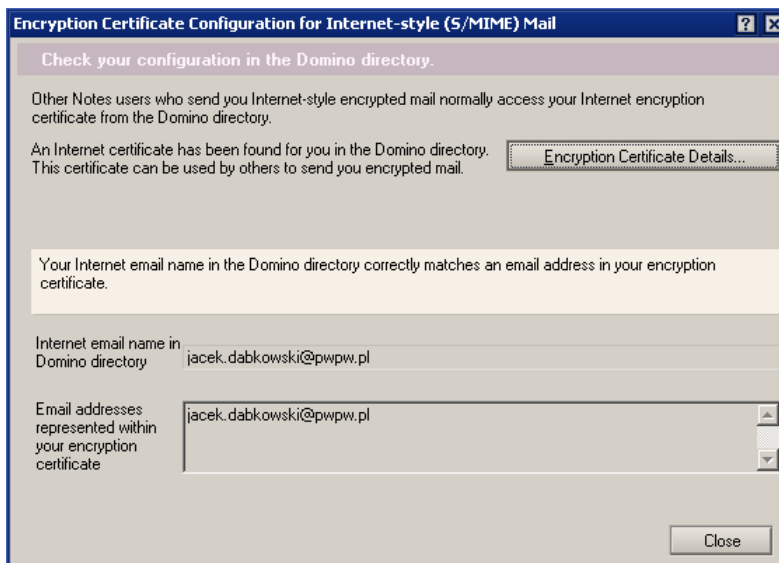 Encryption Certificate Configuration for Internet-style (S/MIME) Mail
Check your configuration in the Domino directory.
Other Notes users who send you Internet-style encrypted mail normally access your Internet encryption
certificate from the Domino directory.
An Internet certificate has been found for you in the Domino directory.
This certificate can be used by others to send you encrypted mail.
Encryption Certificate Details...
Your Internet email name in the Domino directory correctly matches an email address in your encryption
certificate.
Internet email name in
Domino directory
jacek.dabkowski@pwpw.pl
Email addresses
represented within
your encryption
certificate
jacek.dabkowski@pwpw.pl
Close